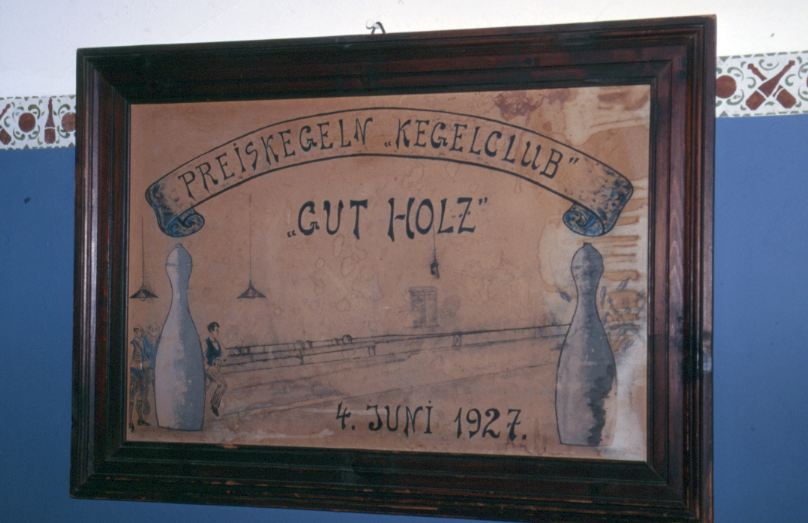 PREISKEGELN „KEGELCLUB"
„GUT HOLZ"
4. JUNI 1927.